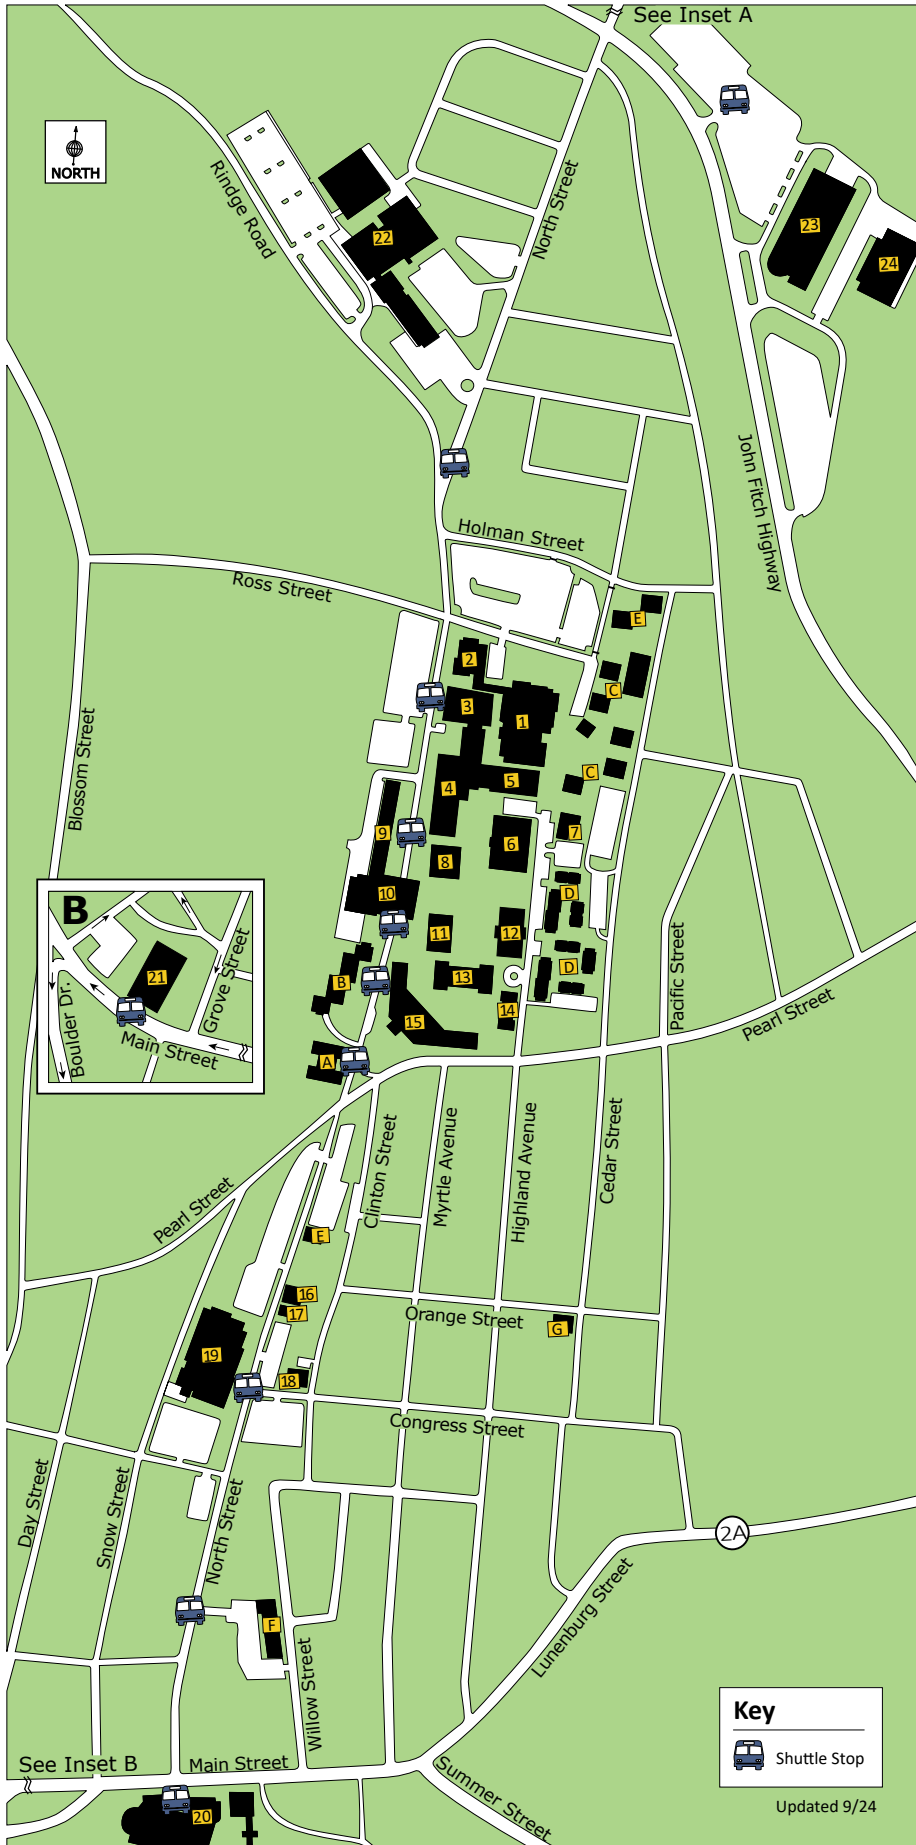 See Inset A
NORTH
Rindge Road
North Street
22
23
24
John Fitch Highway
Holman Street
Ross Street
E
2
C
3
1
Blossom Street
C
5
4
9
7
6
8
10
D
B
11
12
21
Grove Street
Pacific Street
D
13
B
Boulder Dr.
14
Pearl Street
15
Main Street
A
Clinton Street
Myrtle Avenue
Highland Avenue
Cedar Street
Pearl Street
E
16
17
Orange Street
G
19
18
Congress Street
Day Street
Snow Street
North Street
2A
F
Lunenburg Street
Willow Street
Key
Shuttle Stop
See Inset B
Main Street
Summer Street
Updated 9/24
20